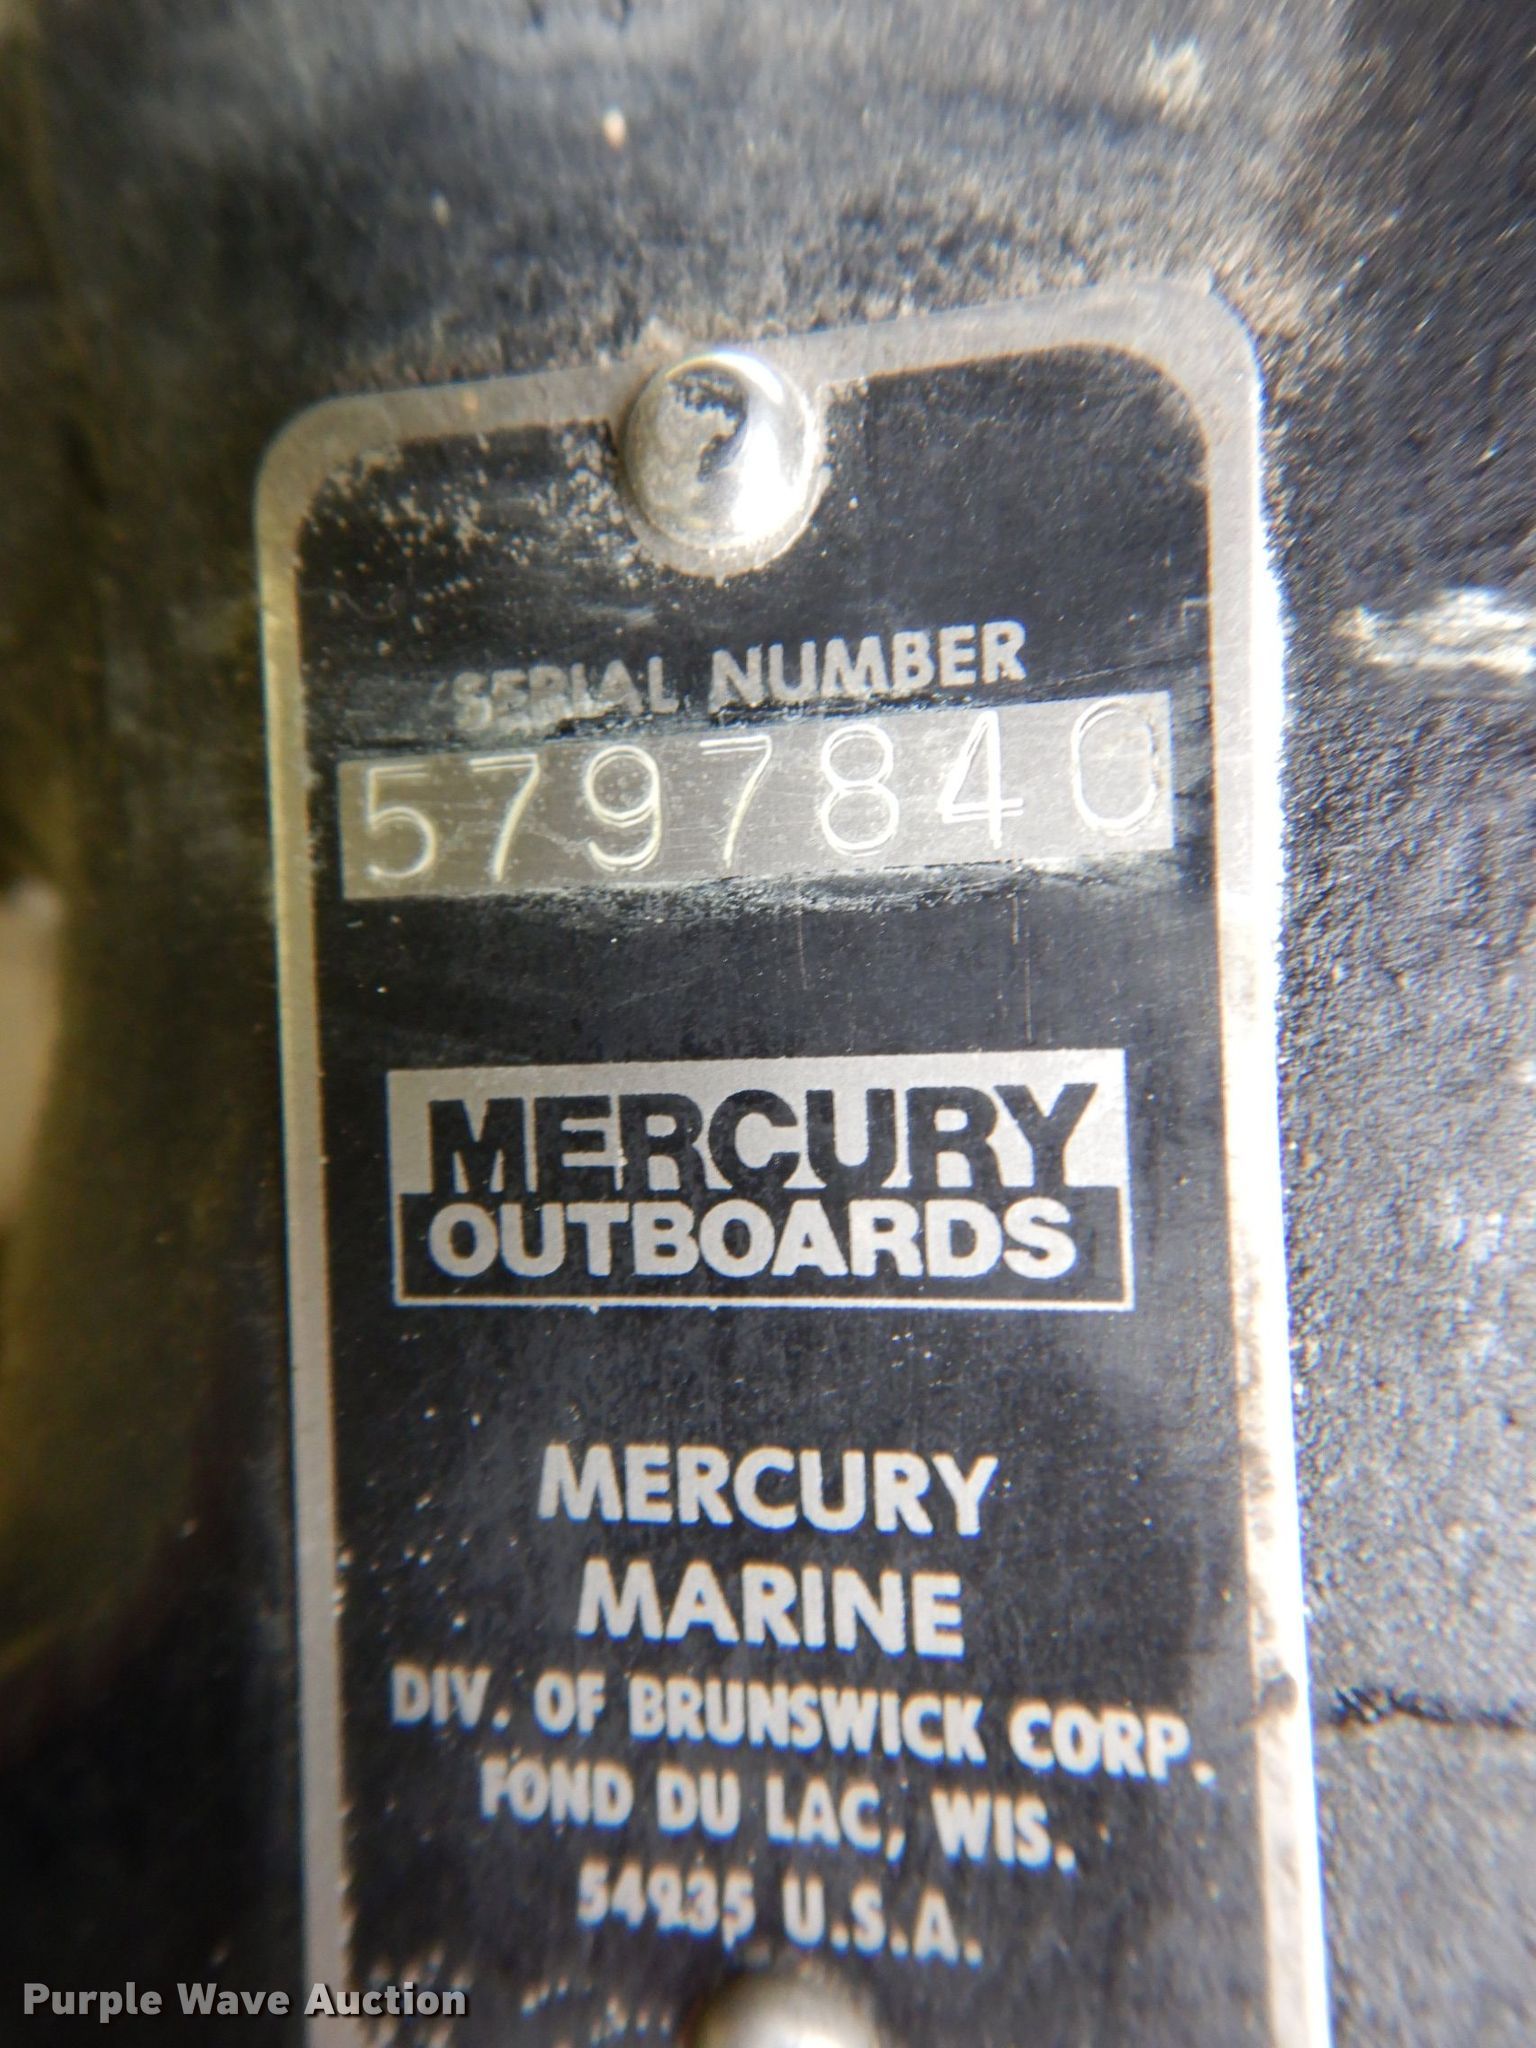 SERIAL NUMBER
5797840
MERCURY
OUTBOARDS
MERCURY
MARINE
DIV. OF BRUNSWICK CORP.
FOND DU LAC, WIS.
54935 U.S.A.
Purple Wave Auction